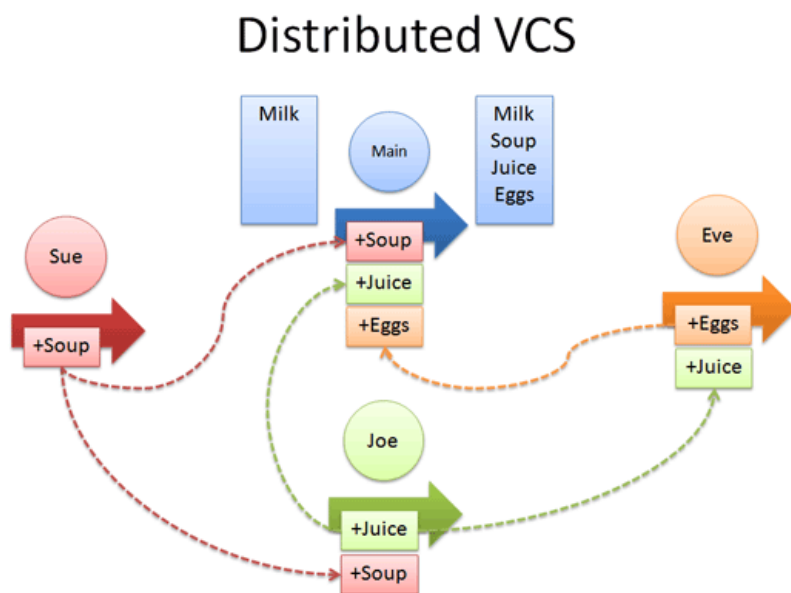 Distributed VCS
Milk
Main
Milk
Soup
Juice
Eggs
Sue
+Soup
+Soup
+Juice
+Eggs
Eve
+Eggs
+Juice
Joe
+Juice
+Soup